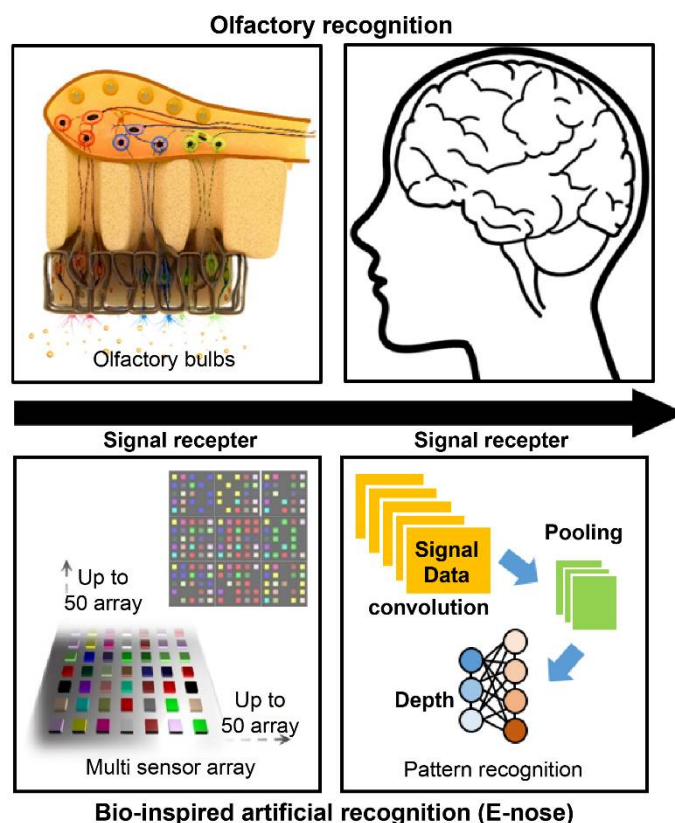 Olfactory recognition
Olfactory bulbs
Signal recepter
Signal recepter
Up to
50 array
Up to
50 array
Multi sensor array
Signal
Data
convolution
Pooling
Depth
Pattern recognition
Bio-inspired artificial recognition (E-nose)